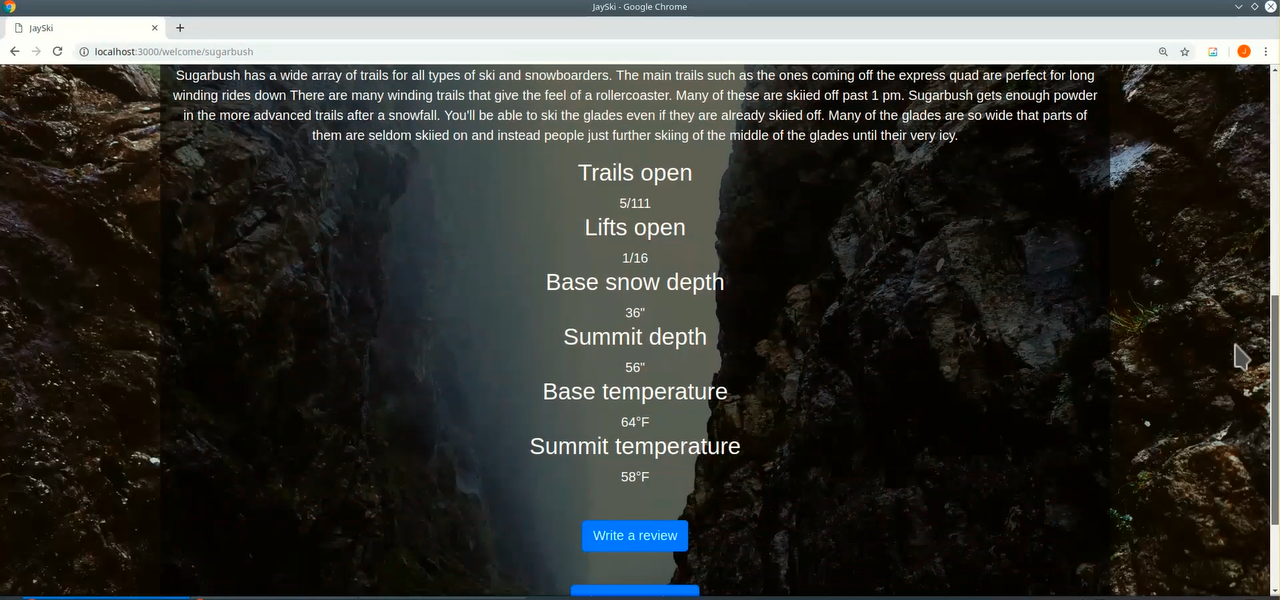 JaySki - Google Chrome
JaySki
localhost:3000/welcome/sugarbush
J
Sugarbush has a wide array of trails for all types of ski and snowboarders. The main trails such as the ones coming off the express quad are perfect for long
winding rides down There are many winding trails that give the feel of a rollercoaster. Many of these are skiied off past 1 pm. Sugarbush gets enough powder
in the more advanced trails after a snowfall. You'll be able to ski the glades even if they are already skiied off. Many of the glades are so wide that parts of
them are seldom skiied on and instead people just further skiing of the middle of the glades until their very icy.
Trails open
5/111
Lifts open
1/16
Base snow depth
36"
Summit depth
56"
Base temperature
64°F
Summit temperature
58°F
Write a review